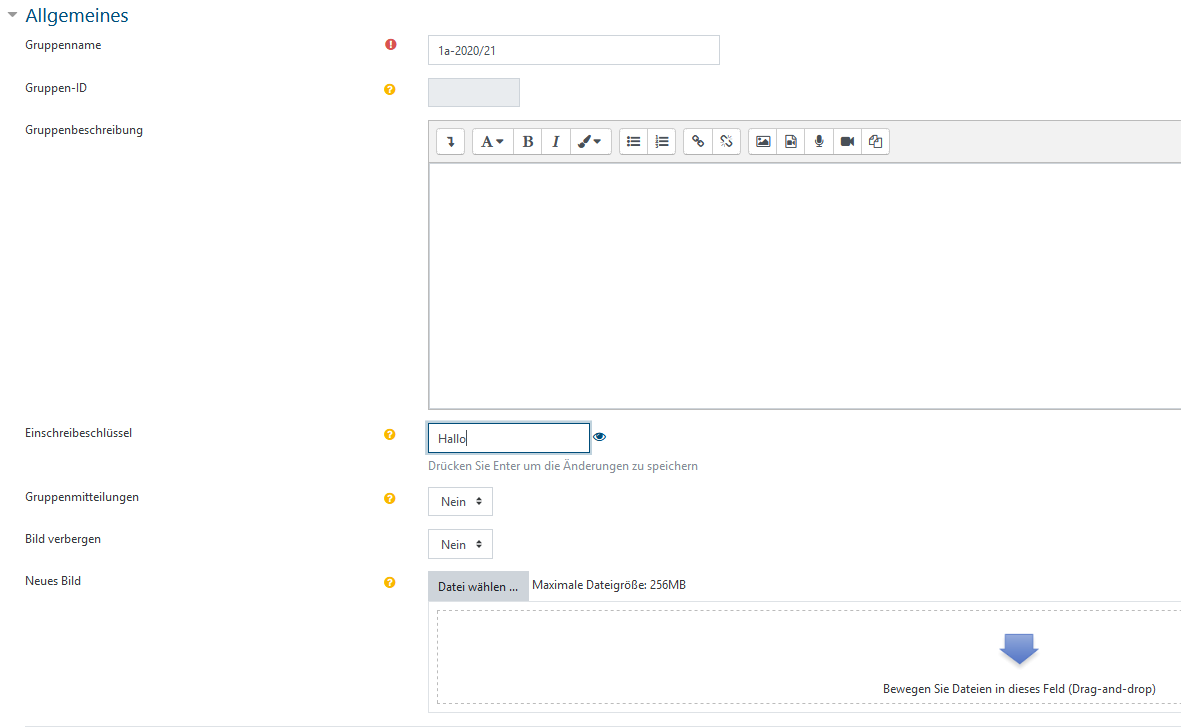 Allgemeines
Gruppenname
1a-2020/21
Gruppen-ID
Gruppenbeschreibung
A B I
Einschreibeschlüssel
Hallo
Drücken Sie Enter um die Änderungen zu speichern
Gruppenmitteilungen
Nein
Bild verbergen
Nein
Neues Bild
Datei wählen ... Maximale Dateigröße: 256MB
Bewegen Sie Dateien in dieses Feld (Drag-and-drop)